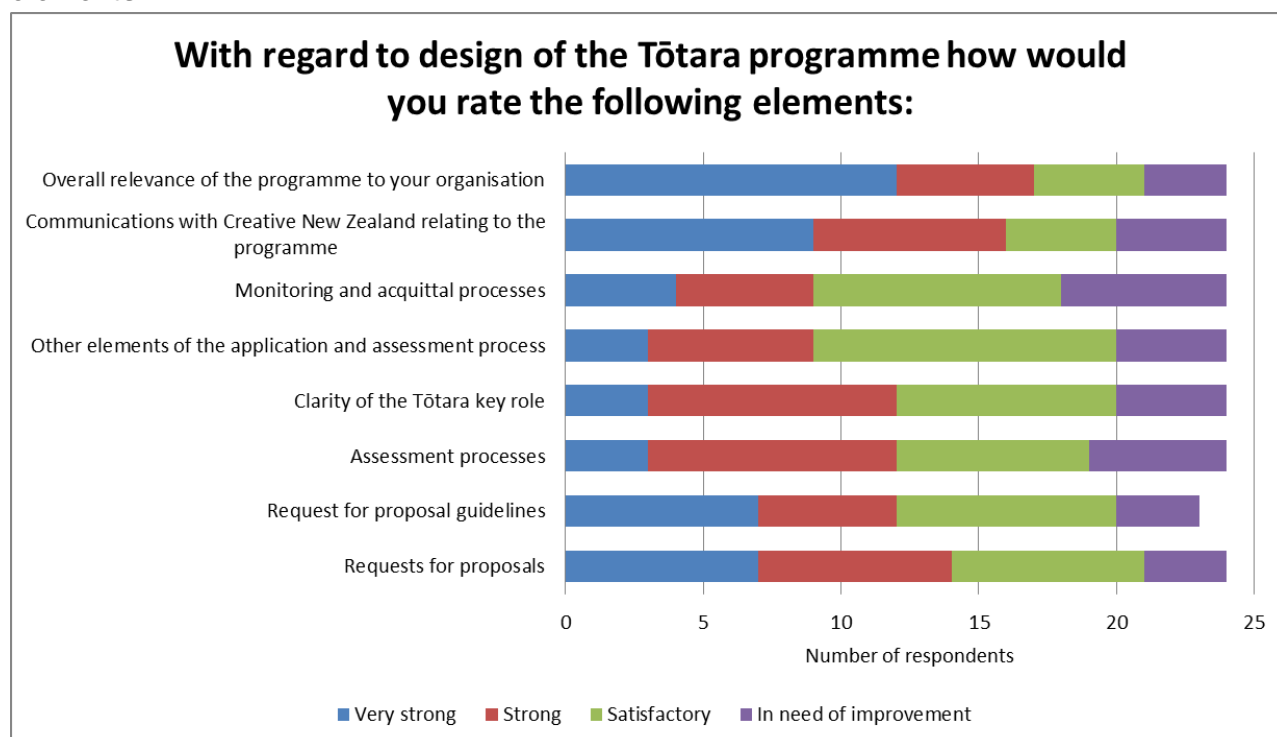 With regard to design of the Tōtara programme how would
you rate the following elements:
Overall relevance of the programme to your organisation
Communications with Creative New Zealand relating to the
programme
Monitoring and acquittal processes
Other elements of the application and assessment process
Clarity of the Tōtara key role
Assessment processes
Request for proposal guidelines
Requests for proposals
0 5 10 15 20 25
Number of respondents
Very strong Strong Satisfactory In need of improvement